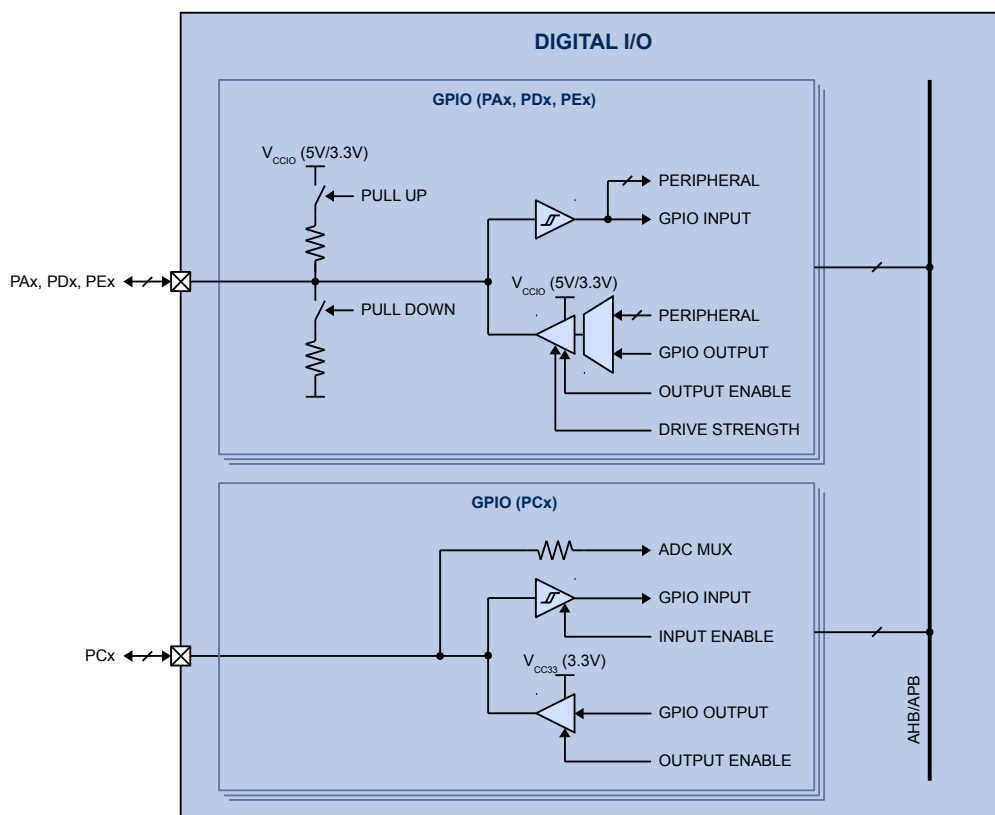 DIGITAL I/O
GPIO (PAx, PDx, PEx)
VCCIO (5V/3.3V)
PULL UP
PERIPHERAL
GPIO INPUT
PAx, PDx, PEx
PULL DOWN
VCCIO (5V/3.3V)
PERIPHERAL
GPIO OUTPUT
OUTPUT ENABLE
DRIVE STRENGTH
GPIO (PCx)
ADC MUX
GPIO INPUT
INPUT ENABLE
PCx
VCC33 (3.3V)
GPIO OUTPUT
OUTPUT ENABLE
AHB/APB